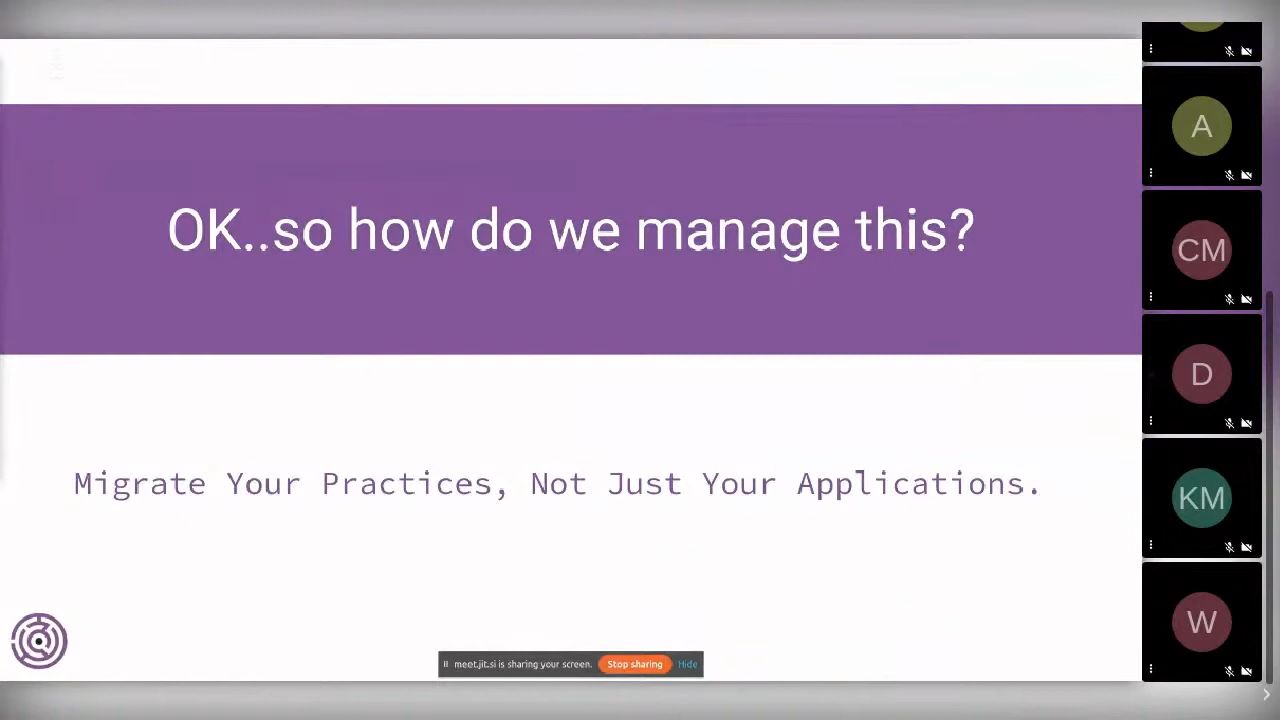 OK..so how do we manage this?
Migrate Your Practices, Not Just Your Applications.
meet.jit.si is sharing your screen. Stop sharing Hide
A
CM
D
KM
W